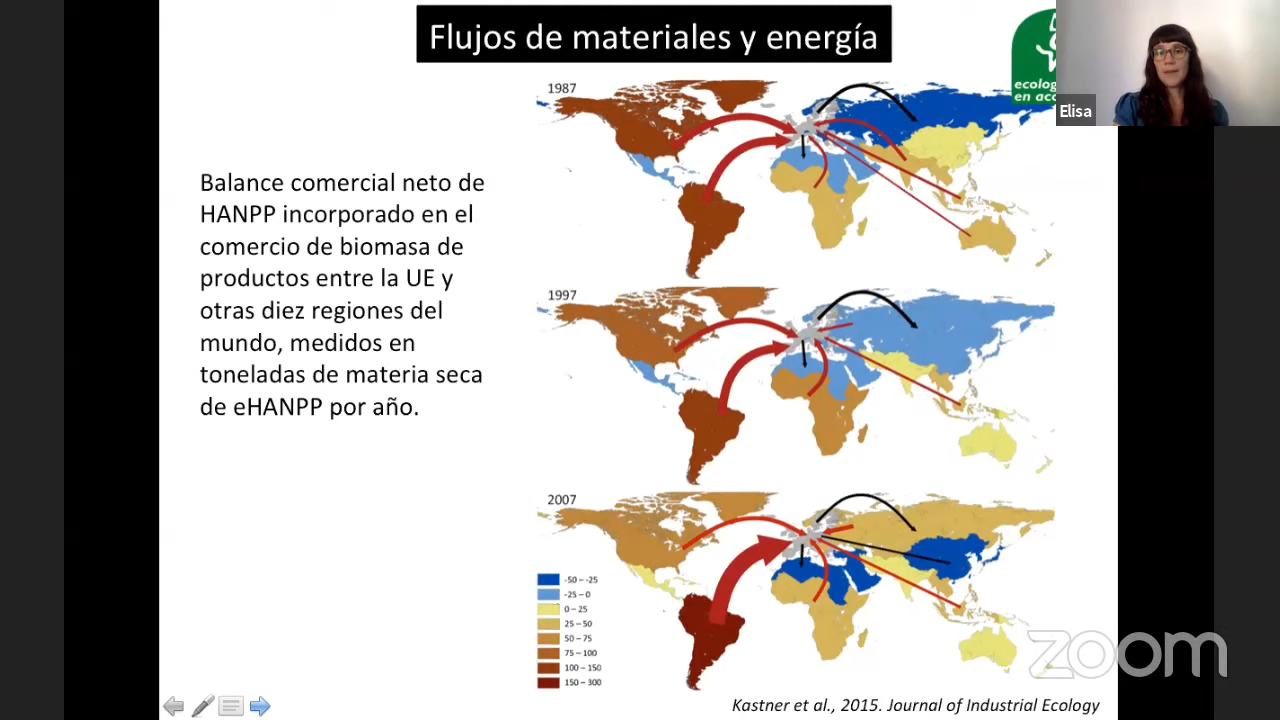 Flujos de materiales y energía
ecolog
en acc
Elisa
1987
Balance comercial neto de
HANPP incorporado en el
comercio de biomasa de
productos entre la UE y
otras diez regiones del
mundo, medidos en
toneladas de materia seca
de eHANPP por año.
1997
2007
-50 – -25
-25 – 0
0 – 25
25 – 50
50 – 75
75 – 100
100 – 150
150 – 300
zoom
Kastner et al., 2015. Journal of Industrial Ecology